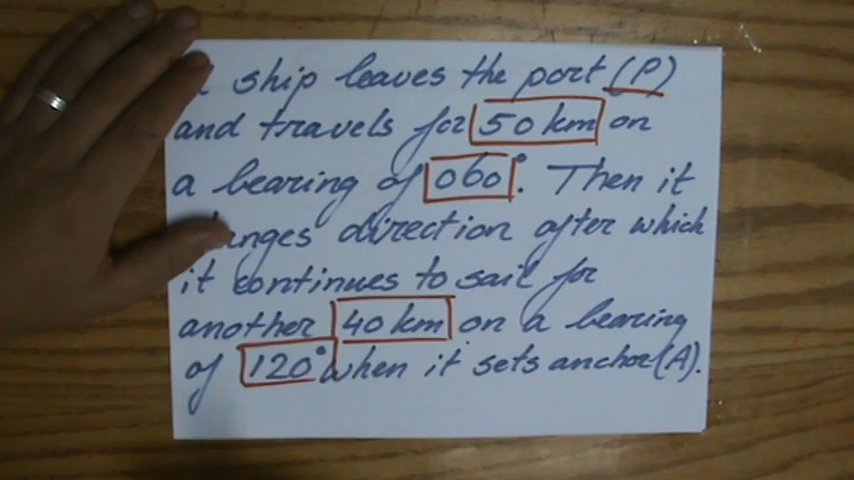 ship leaves the port (P)
and travels for 50 km on
a bearing of 060°. Then it
changes direction after which
it continues to sail for
another 40 km on a bearing
of 120° when it sets anchor (A).